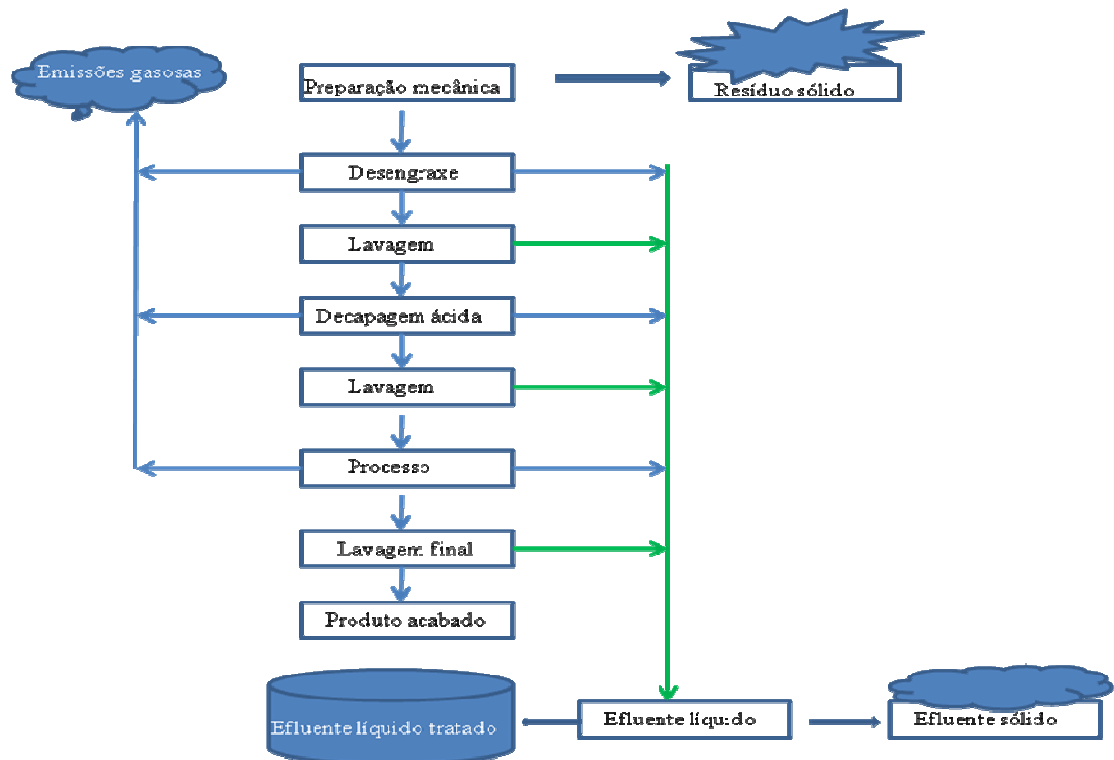 Emissões gasosas
Preparação mecânica
Resíduo sólido
Desengraxe
Lavagem
Decapagem ácida
Lavagem
Processo
Lavagem final
Produto acabado
Efluente líquido tratado
Efluente líquido
Efluente sólido